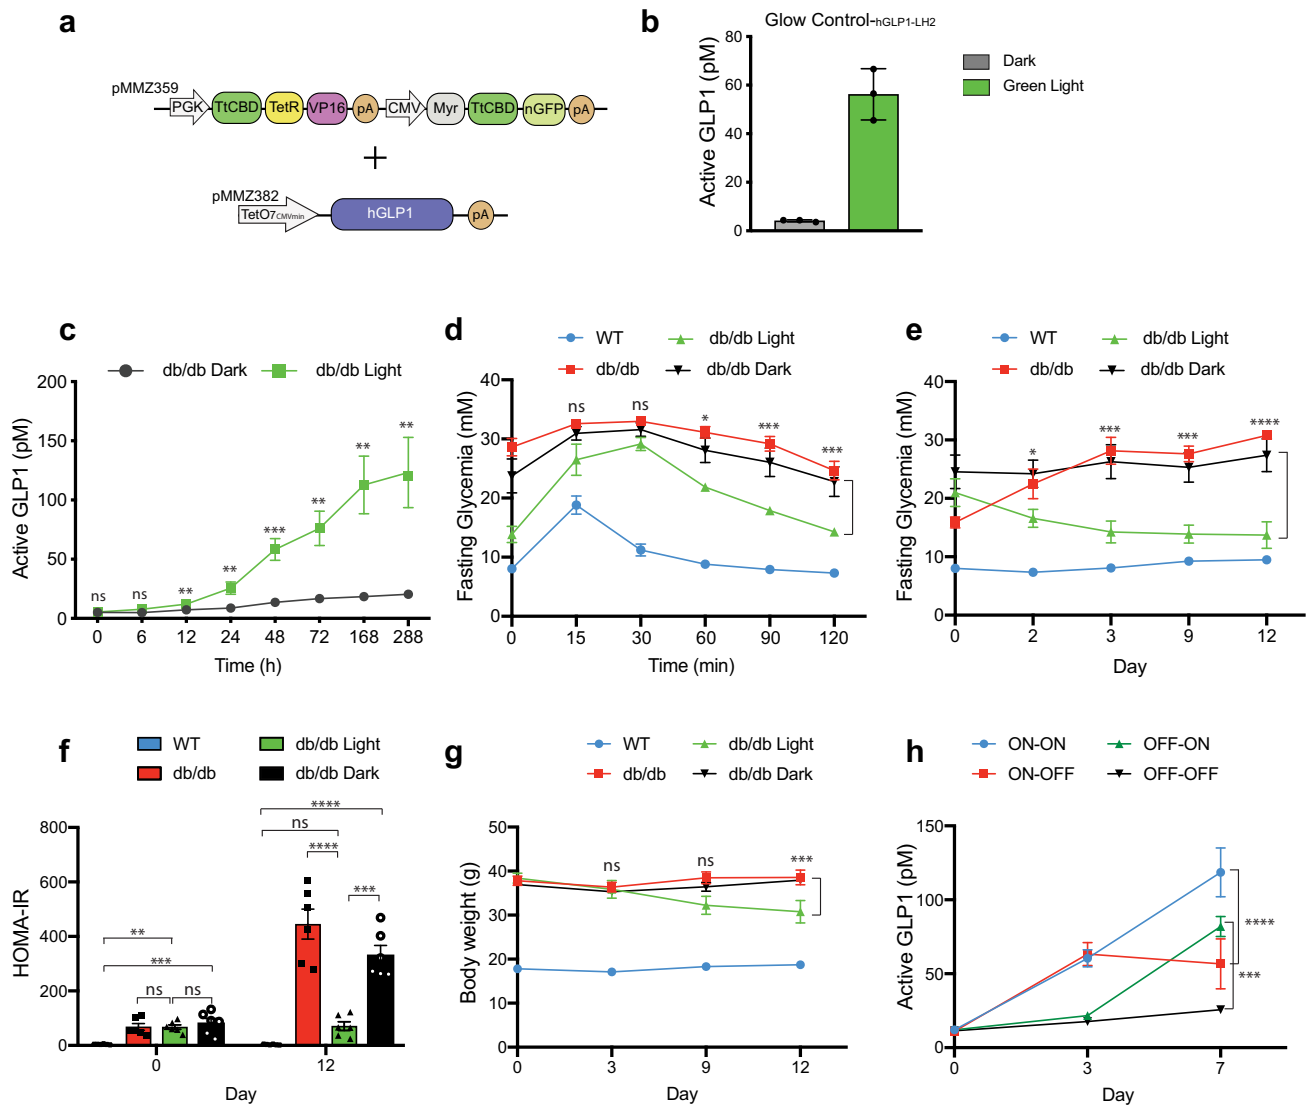 a
pMMZ359
PGK TtCBD TetR VP16 pA CMV Myr TtCBD nGFP pA
+
pMMZ382
TetO7CMVmin hGLP1 pA
b
Glow Control-hGLP1-LH2
Active GLP1 (pM)
80
60
40
20
0
Dark
Green Light
c
db/db Dark db/db Light
Active GLP1 (pM)
200
150
100
50
0
ns ns ** ** *** ** ** **
0 6 12 24 48 72 168 288
Time (h)
d
WT db/db Light
db/db db/db Dark
Fasting Glycemia (mM)
40
30
20
10
0
ns ns * *** ***
0 15 30 60 90 120
Time (min)
e
WT db/db Light
db/db db/db Dark
Fasting Glycemia (mM)
40
30
20
10
0
* *** *** ****
0 2 3 9 12
Day
f
WT db/db Light
db/db db/db Dark
HOMA-IR
800
600
400
200
0
**
***
ns ns
****
ns
****
***
0 12
Day
g
WT db/db Light
db/db db/db Dark
Body weight (g)
50
40
30
20
10
0
ns ns ***
0 3 9 12
Day
h
ON-ON OFF-ON
ON-OFF OFF-OFF
Active GLP1 (pM)
150
100
50
0
****
***
0 3 7
Day